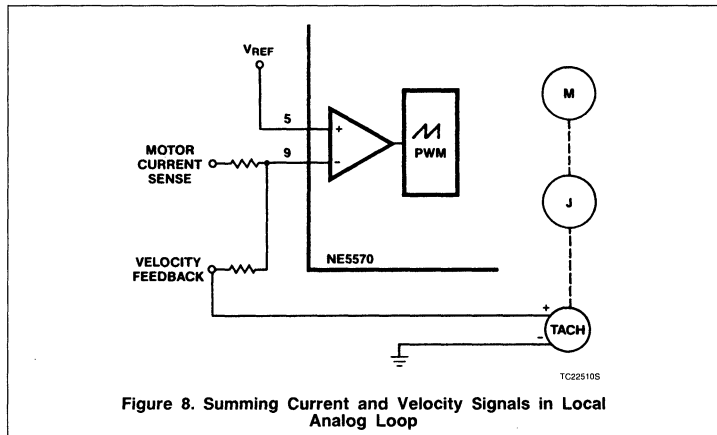 VREF
5
+
9
-
PWM
MOTOR
CURRENT
SENSE
VELOCITY
FEEDBACK
NE5570
M
J
+
TACH
-
TC22510S
Figure 8. Summing Current and Velocity Signals in Local
Analog Loop